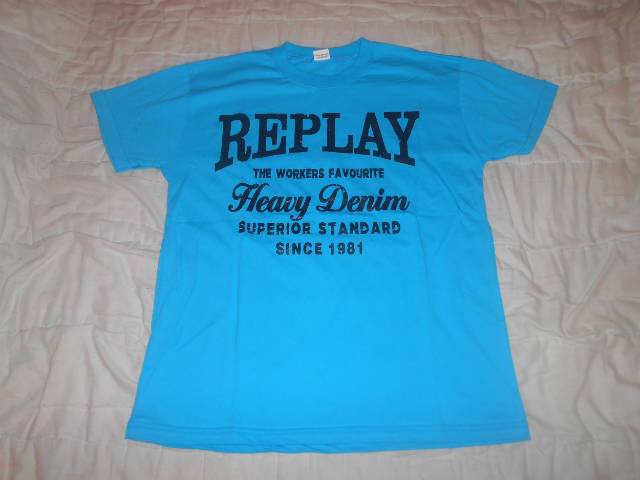 REPLAY
THE WORKERS FAVOURITE
Heavy Denim
SUPERIOR STANDARD
SINCE 1981